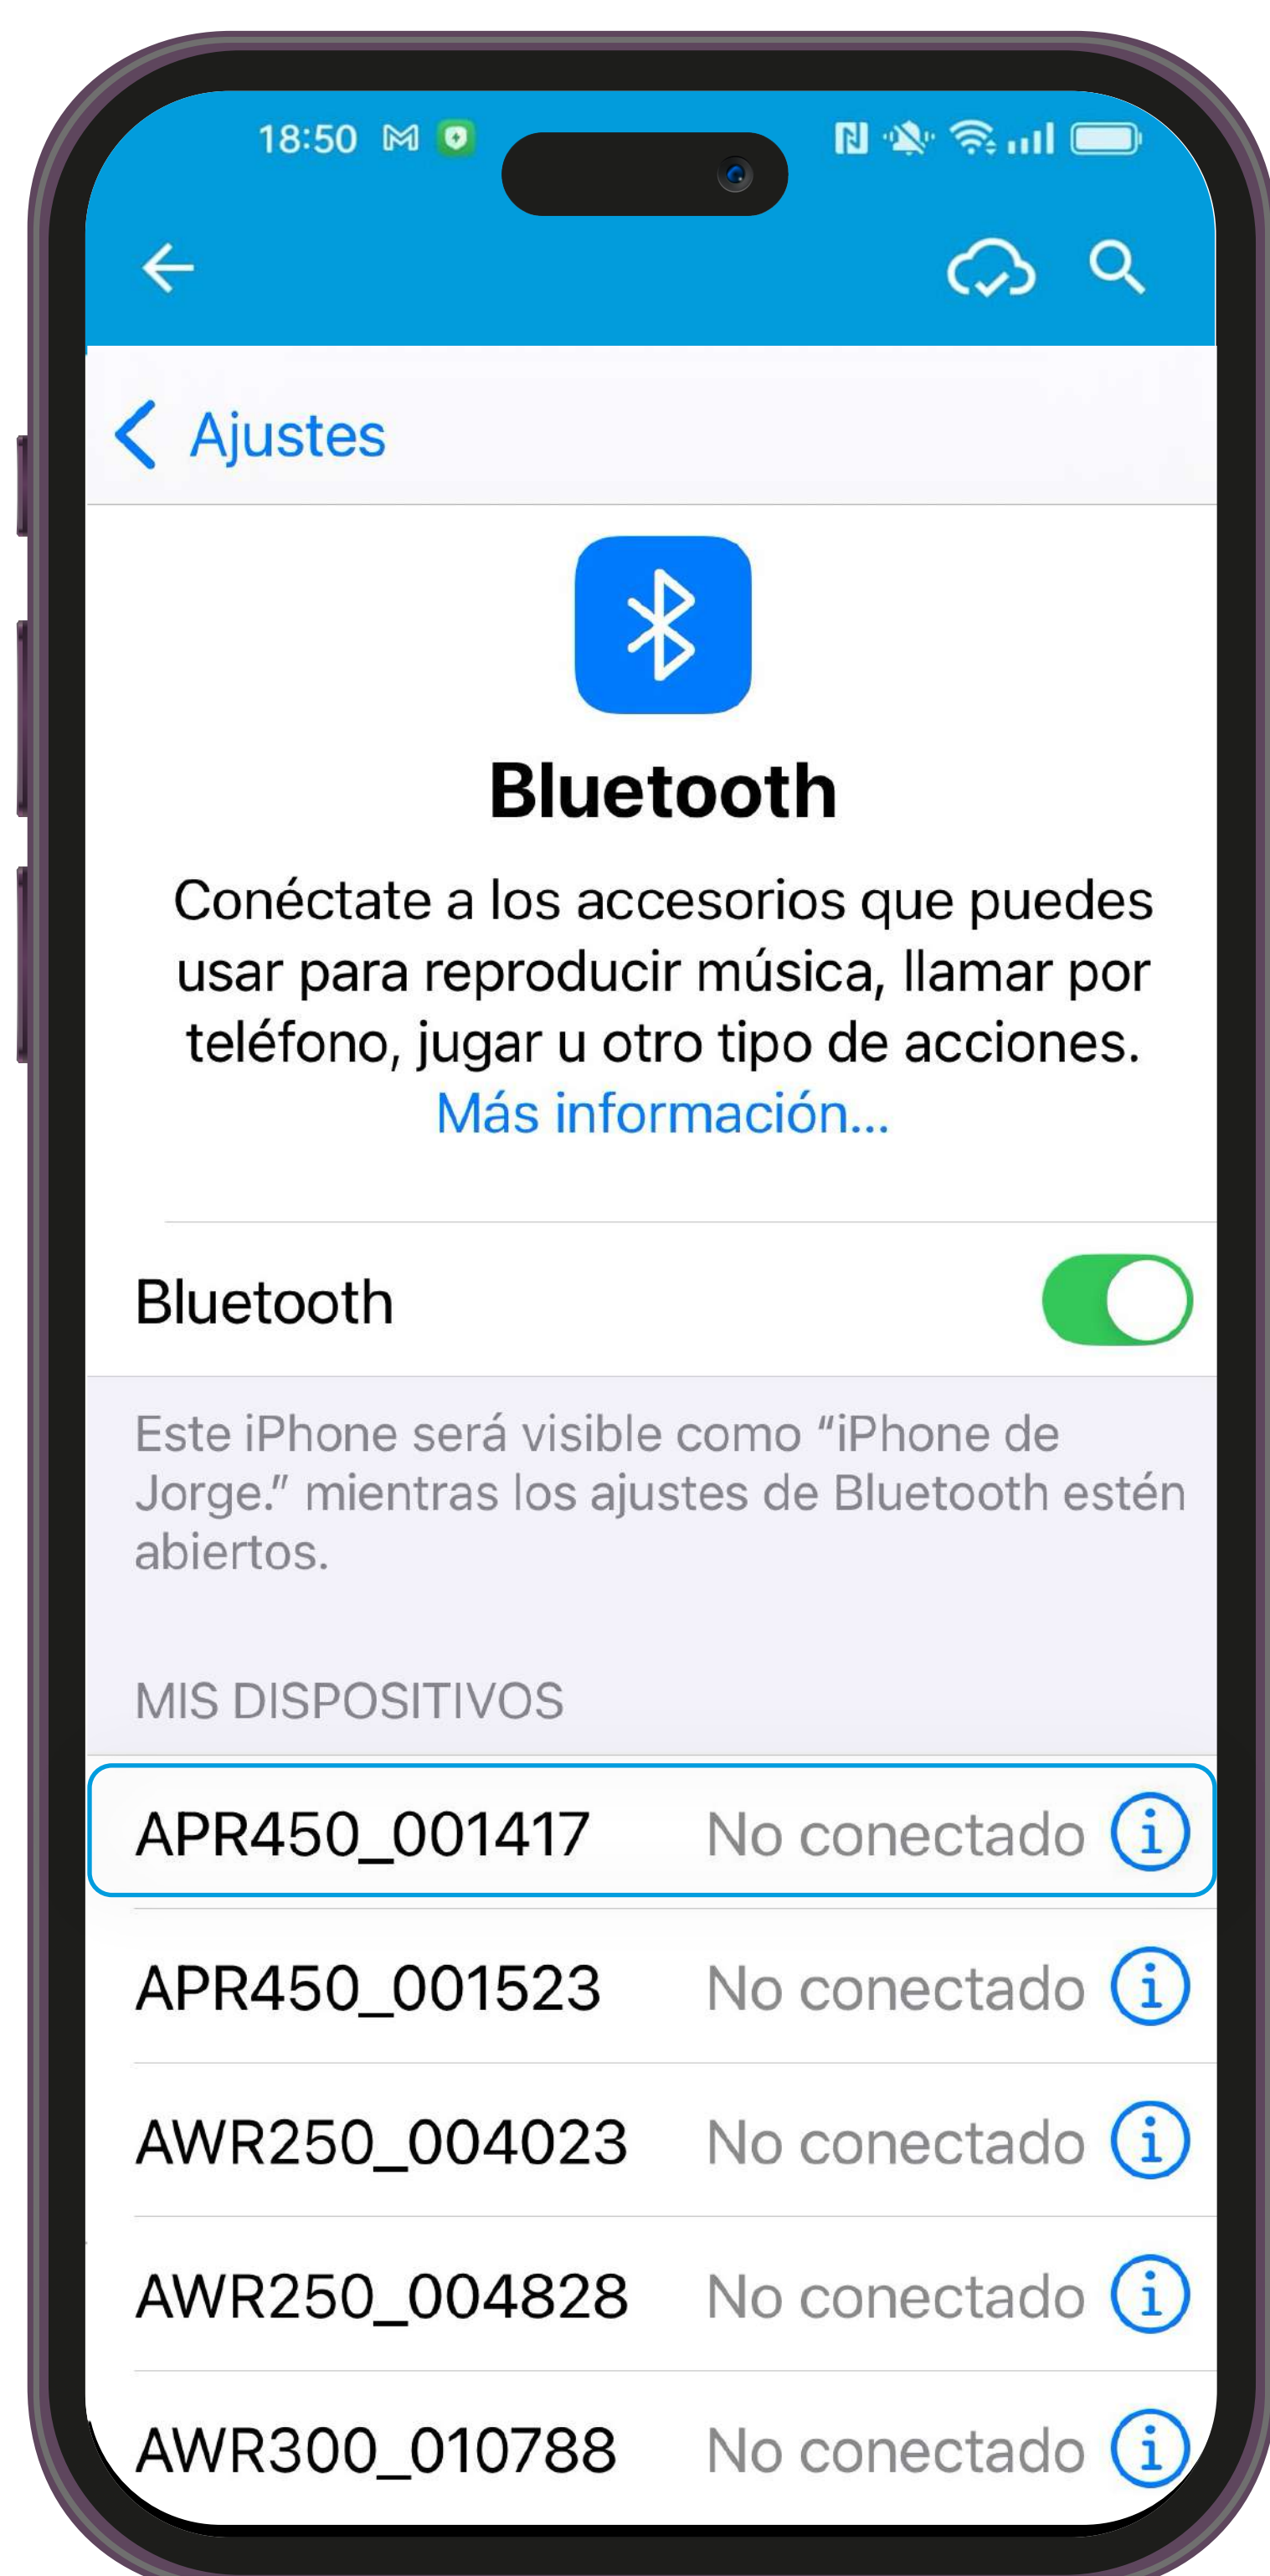 18:50
Ajustes
Bluetooth
Conéctate a los accesorios que puedes
usar para reproducir música, llamar por
teléfono, jugar u otro tipo de acciones.
Más información...
Bluetooth
Este iPhone será visible como “iPhone de
Jorge.” mientras los ajustes de Bluetooth estén
abiertos.
MIS DISPOSITIVOS
APR450_001417 No conectado
APR450_001523 No conectado
AWR250_004023 No conectado
AWR250_004828 No conectado
AWR300_010788 No conectado